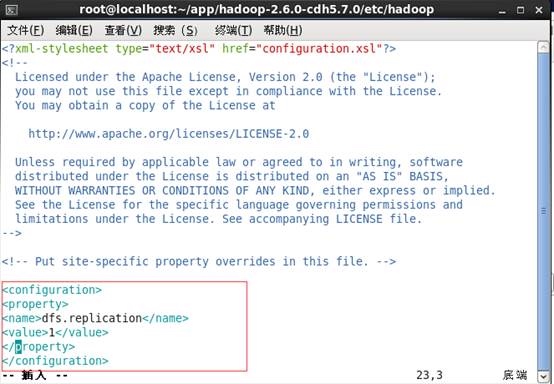 root@localhost:~/app/hadoop-2.6.0-cdh5.7.0/etc/hadoop
文件(F) 编辑(E) 查看(V) 搜索 (S) 终端(T) 帮助(H)
<?xml-stylesheet type="text/xsl" href="configuration.xsl"?>
<!--
  Licensed under the Apache License, Version 2.0 (the "License");
  you may not use this file except in compliance with the License.
  You may obtain a copy of the License at

    http://www.apache.org/licenses/LICENSE-2.0

  Unless required by applicable law or agreed to in writing, software
  distributed under the License is distributed on an "AS IS" BASIS,
  WITHOUT WARRANTIES OR CONDITIONS OF ANY KIND, either express or implied.
  See the License for the specific language governing permissions and
  limitations under the License. See accompanying LICENSE file.
-->

<!-- Put site-specific property overrides in this file. -->

<configuration>
<property>
<name>dfs.replication</name>
<value>1</value>
</property>
</configuration>
-- 插入 -- 23,3 底端